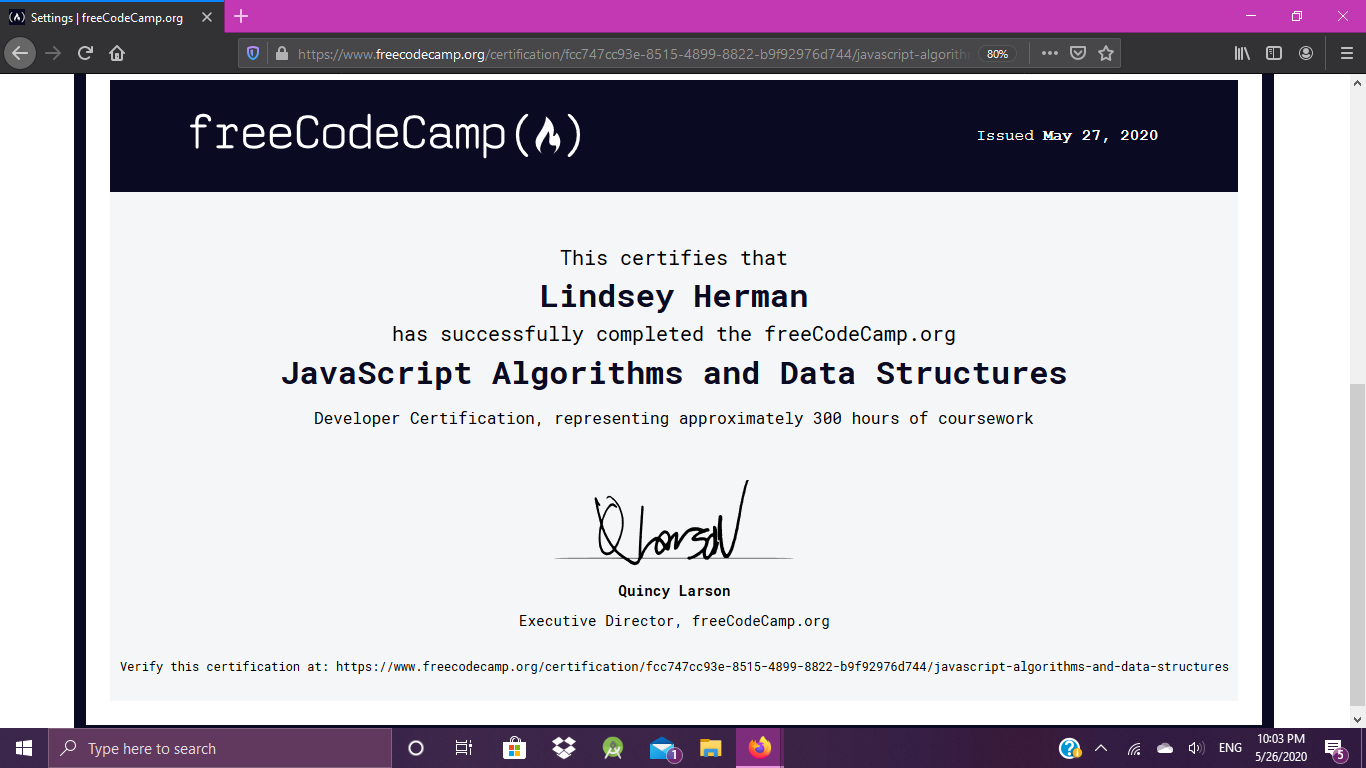 Settings | freeCodeCamp.org
https://www.freecodecamp.org/certification/fcc747cc93e-8515-4899-8822-b9f92976d744/javascript-algorith
80%
freeCodeCamp(🔥)
Issued May 27, 2020
This certifies that
Lindsey Herman
has successfully completed the freeCodeCamp.org
JavaScript Algorithms and Data Structures
Developer Certification, representing approximately 300 hours of coursework
QLarson
Quincy Larson
Executive Director, freeCodeCamp.org
Verify this certification at: https://www.freecodecamp.org/certification/fcc747cc93e-8515-4899-8822-b9f92976d744/javascript-algorithms-and-data-structures
Type here to search
1
ENG
10:03 PM
5/26/2020
5